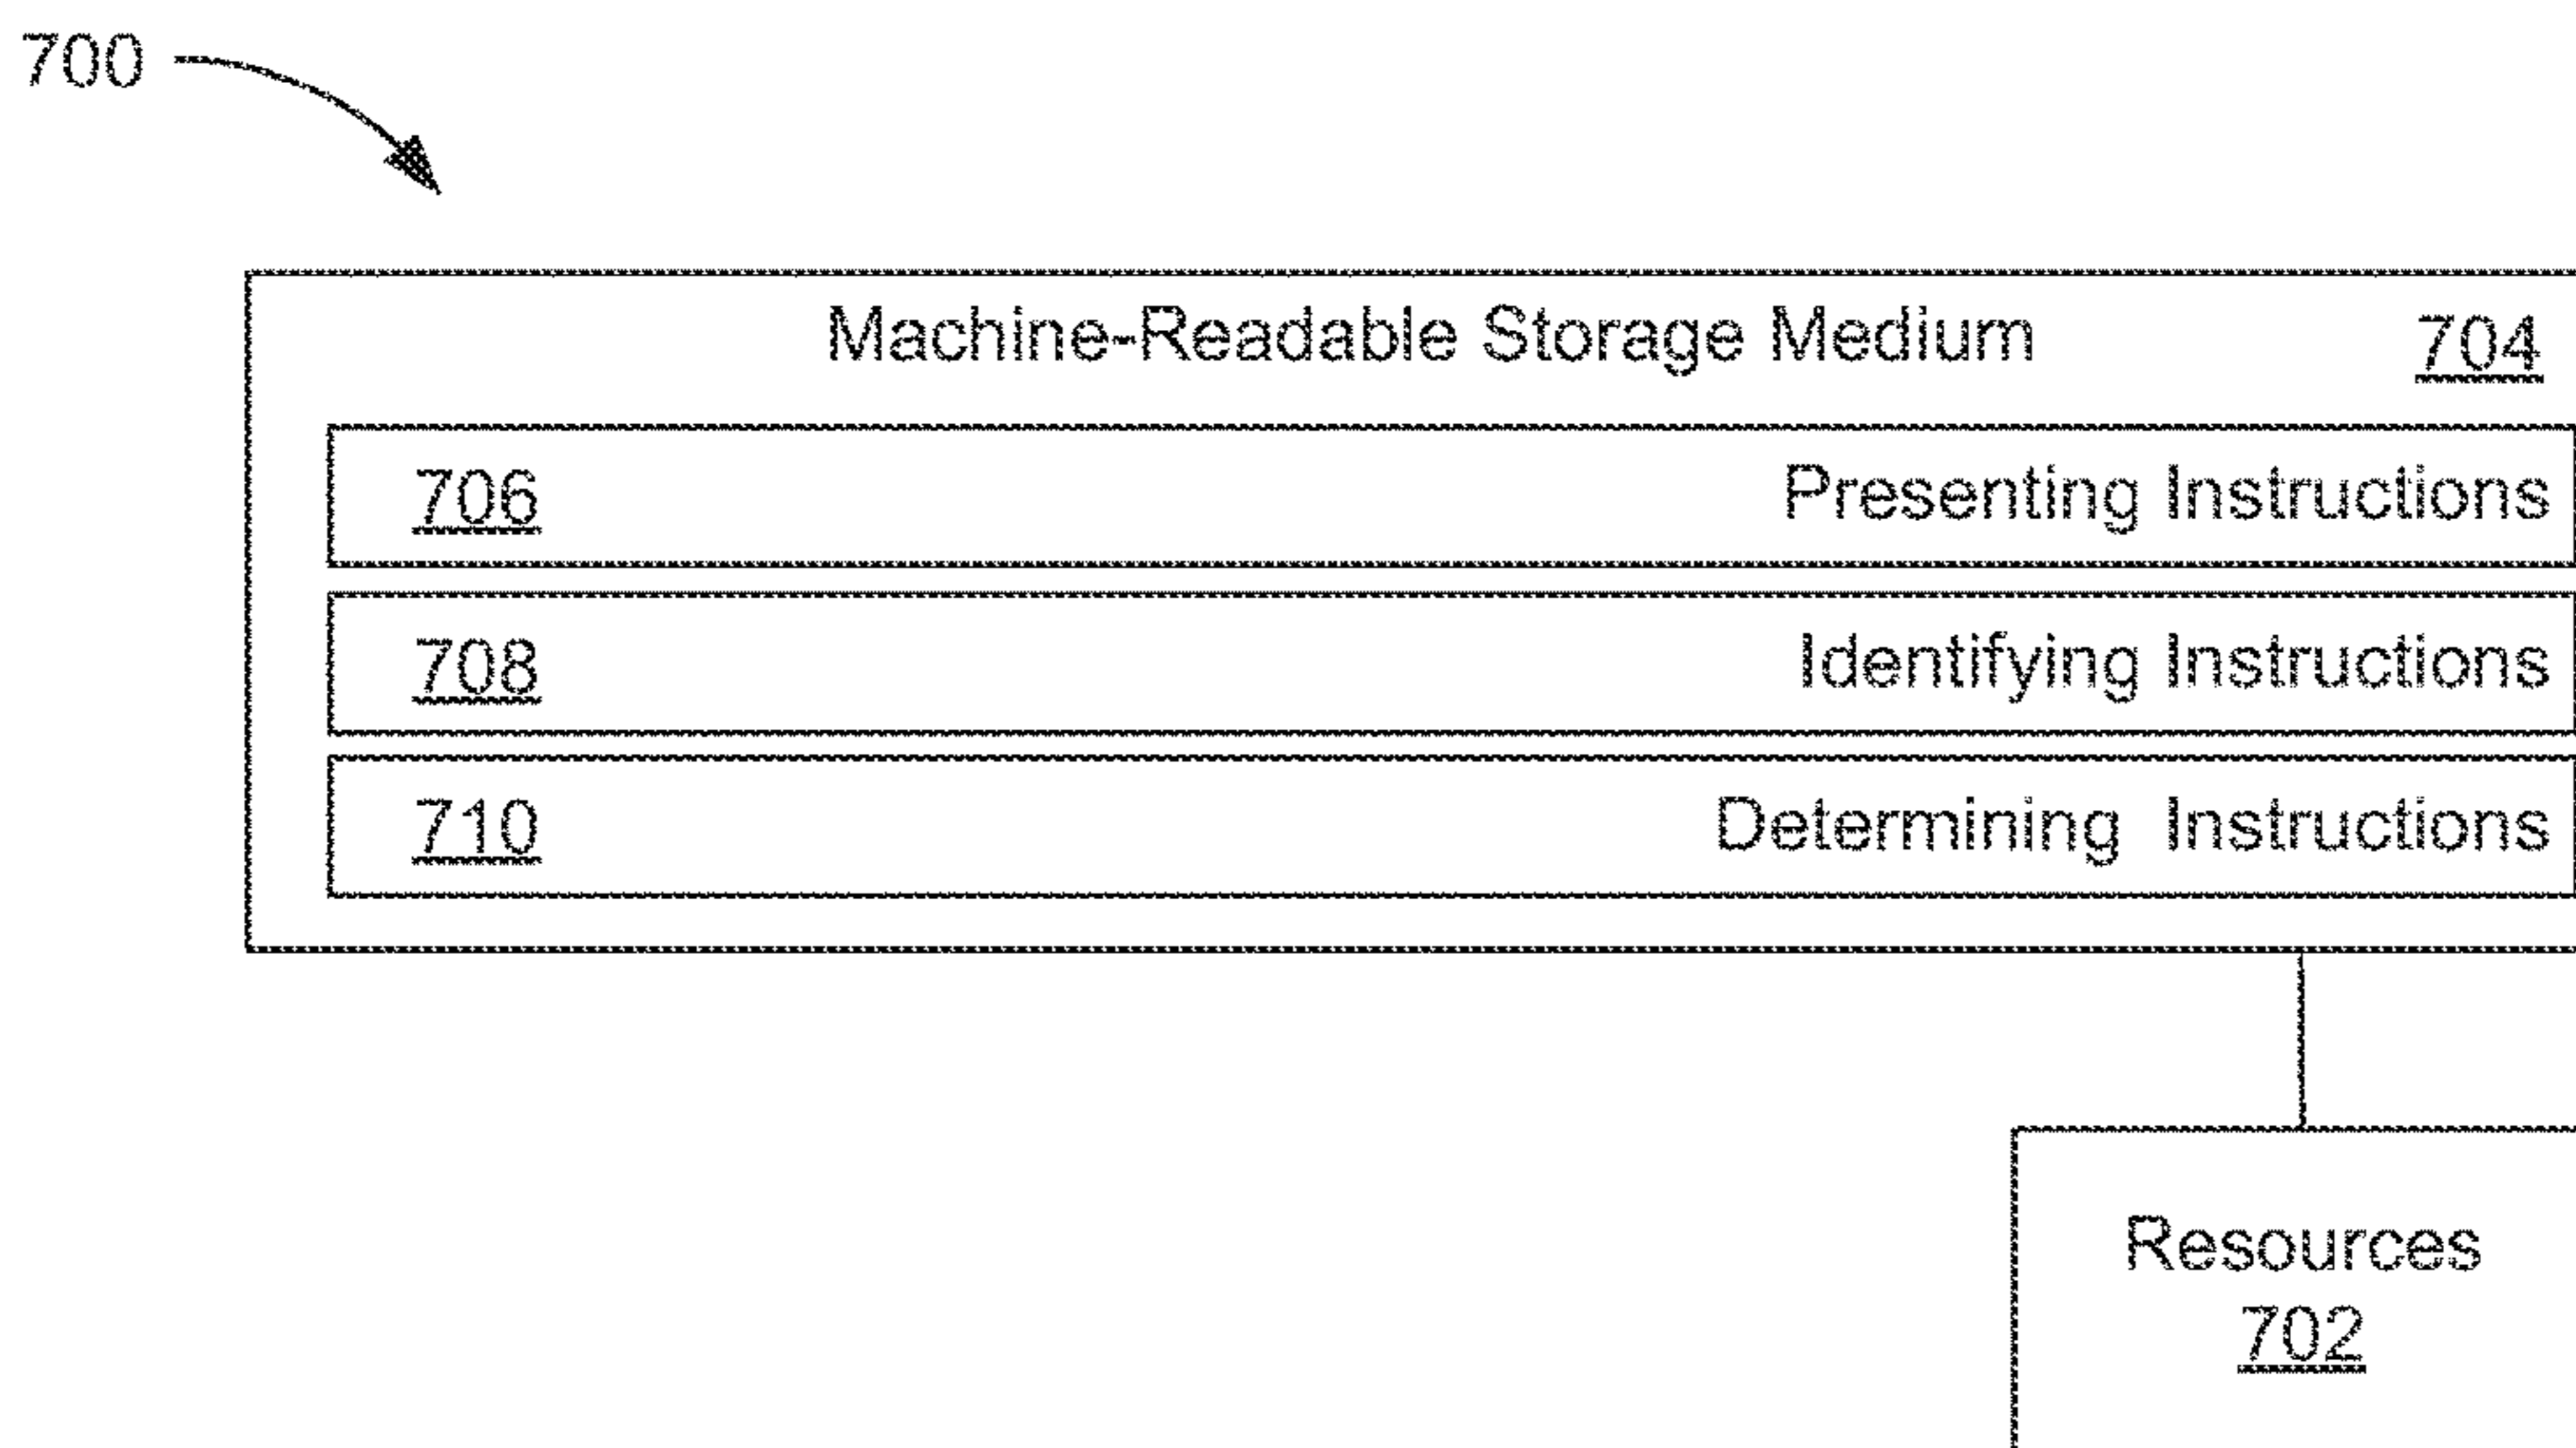 700
Machine-Readable Storage Medium 704
706 Presenting Instructions
708 Identifying Instructions
710 Determining Instructions
Resources
702